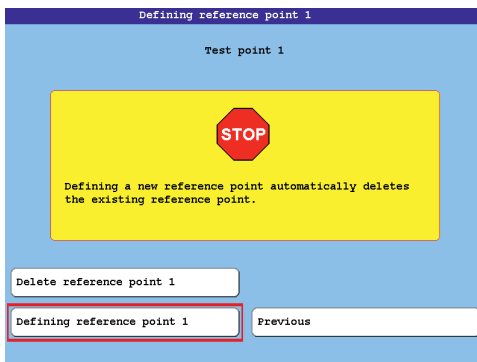 Defining reference point 1
Test point 1
STOP
Defining a new reference point automatically deletes
the existing reference point.
Delete reference point 1
Defining reference point 1
Previous